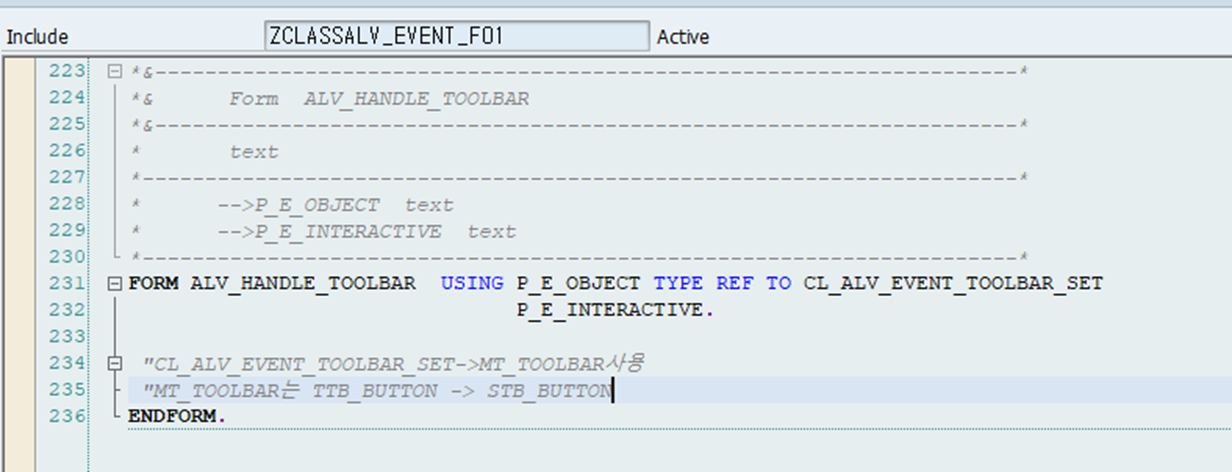 Include ZCLASSALV_EVENT_F01 Active
223 *&---------------------------------------------------------------------*
224 *&      Form  ALV_HANDLE_TOOLBAR
225 *&---------------------------------------------------------------------*
226 *       text
227 *----------------------------------------------------------------------*
228 *      -->P_E_OBJECT  text
229 *      -->P_E_INTERACTIVE  text
230 *----------------------------------------------------------------------*
231 FORM ALV_HANDLE_TOOLBAR  USING P_E_OBJECT TYPE REF TO CL_ALV_EVENT_TOOLBAR_SET
232                                P_E_INTERACTIVE.
233
234  "CL_ALV_EVENT_TOOLBAR_SET->MT_TOOLBAR사용
235  "MT_TOOLBAR는 TTB_BUTTON -> STB_BUTTON
236 ENDFORM.